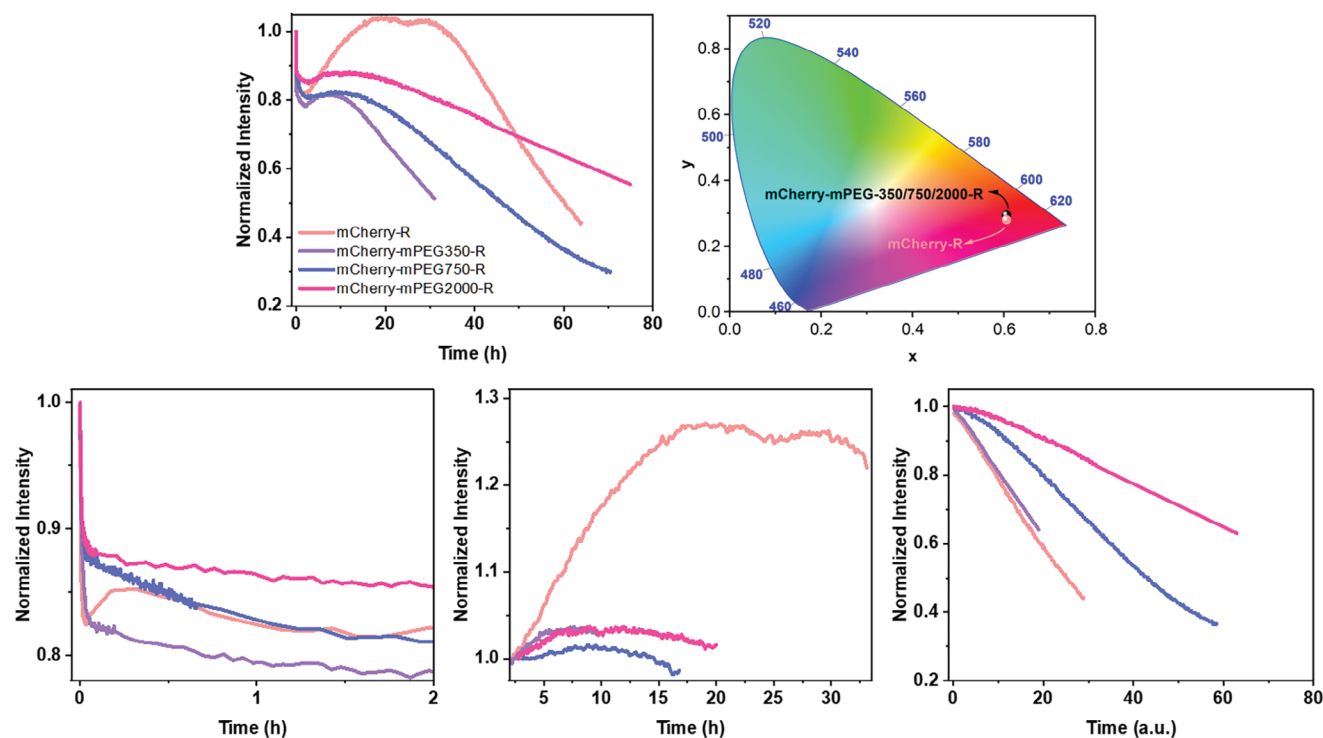 1.0
0.8
0.6
0.4
0.2
Normalized Intensity
mCherry-R
mCherry-mPEG350-R
mCherry-mPEG750-R
mCherry-mPEG2000-R
0 20 40 60 80
Time (h)
0.8
0.6
0.4
0.2
0.0
y
520
540
560
500
580
600
620
480
460
mCherry-mPEG-350/750/2000-R
mCherry-R
0.0 0.2 0.4 0.6 0.8
x
1.0
0.9
0.8
Normalized Intensity
0 1 2
Time (h)
1.3
1.2
1.1
1.0
Normalized Intensity
5 10 15 20 25 30
Time (h)
1.0
0.8
0.6
0.4
0.2
Normalized Intensity
0 20 40 60 80
Time (a.u.)